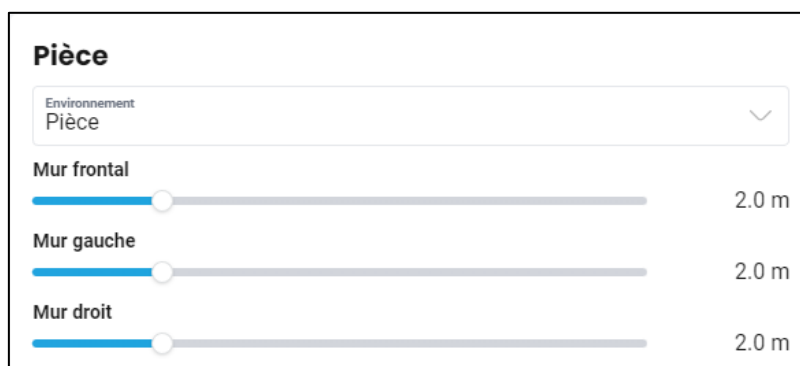 Pièce
Environnement
Pièce
Mur frontal
2.0 m
Mur gauche
2.0 m
Mur droit
2.0 m